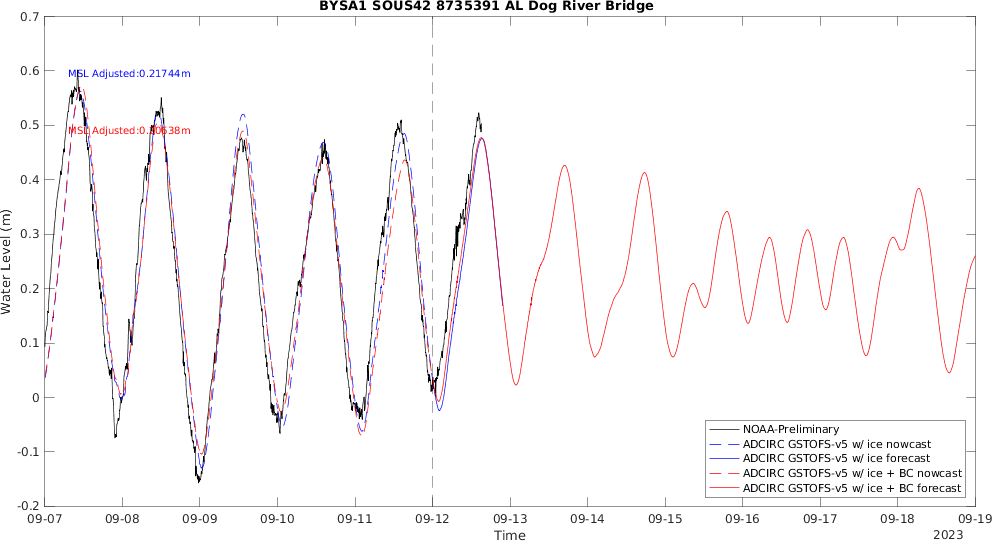 BYSA1 SOUS42 8735391 AL Dog River Bridge
0.7
0.6
0.5
0.4
0.3
0.2
0.1
0
-0.1
-0.2
Water Level (m)
MSL Adjusted:0.21744m
MSL
NOAA-Preliminary
ADCIRC GSTOFS-v5 w/ ice nowcast
ADCIRC GSTOFS-v5 w/ ice forecast
ADCIRC GSTOFS-v5 w/ ice + BC nowcast
ADCIRC GSTOFS-v5 w/ ice + BC forecast
09-07 09-08 09-09 09-10 09-11 09-12 09-13 09-14 09-15 09-16 09-17 09-18 09-19
Time
2023